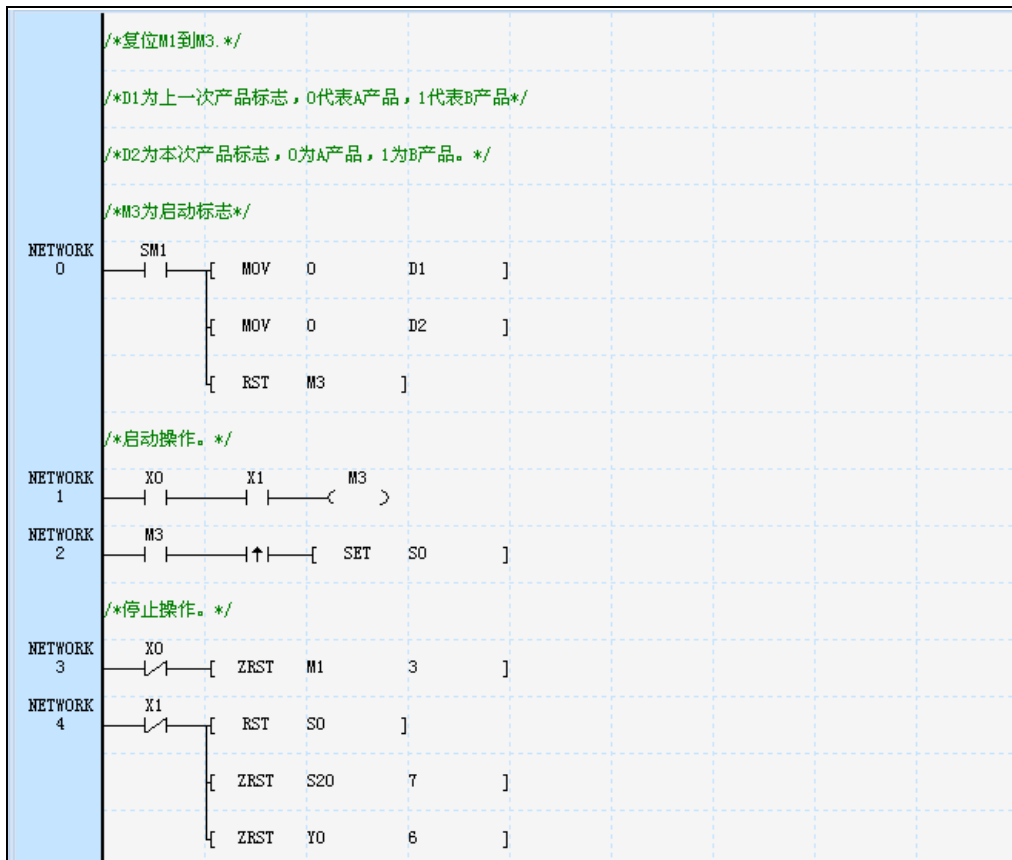 /*复位M1到M3.*/
/*D1为上一次产品标志，0代表A产品，1代表B产品*/
/*D2为本次产品标志，0为A产品，1为B产品。*/
/*M3为启动标志*/
NETWORK 0 SM1
[ MOV 0 D1 ]
[ MOV 0 D2 ]
[ RST M3 ]
/*启动操作。*/
NETWORK 1 X0 X1 M3
NETWORK 2 M3 [ SET S0 ]
/*停止操作。*/
NETWORK 3 X0 [ ZRST M1 3 ]
NETWORK 4 X1 [ RST S0 ]
[ ZRST S20 7 ]
[ ZRST Y0 6 ]